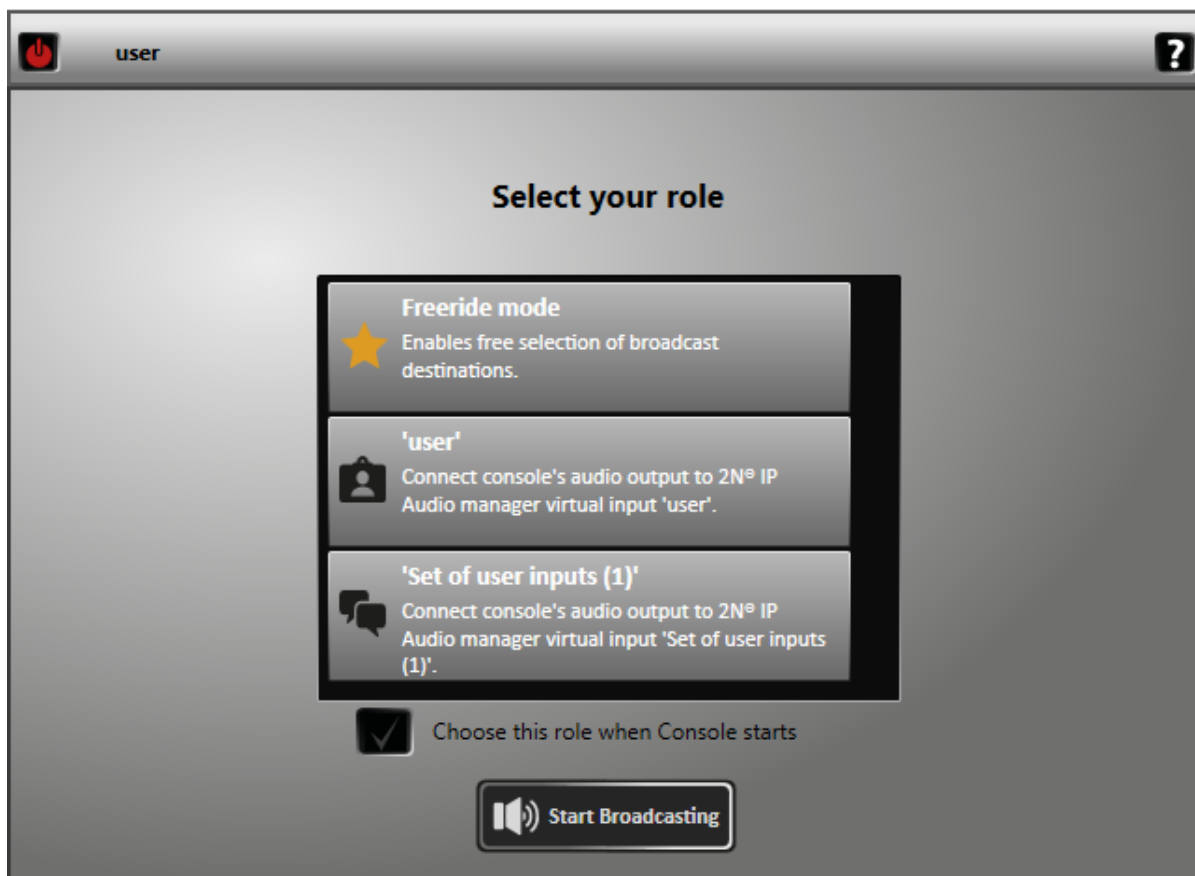 user
?
Select your role
Freeride mode
Enables free selection of broadcast
destinations.
'user'
Connect console's audio output to 2N® IP
Audio manager virtual input 'user'.
'Set of user inputs (1)'
Connect console's audio output to 2N® IP
Audio manager virtual input 'Set of user inputs
(1)'.
Choose this role when Console starts
Start Broadcasting